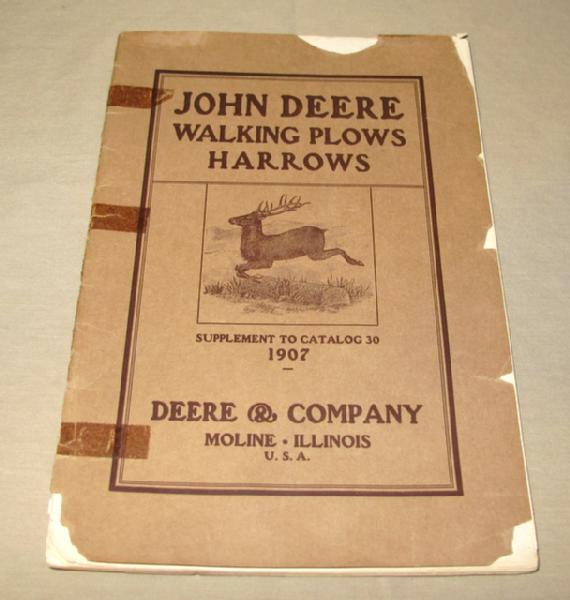 JOHN DEERE
WALKING PLOWS
HARROWS
SUPPLEMENT TO CATALOG 30
1907
DEERE & COMPANY
MOLINE • ILLINOIS
U. S. A.